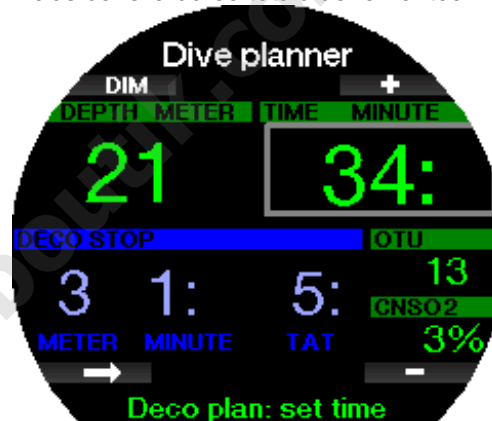 Dive planner
DIM +
DEPTH METER TIME MINUTE
21 34:
DECO STOP OTU
13
3 1: 5: CNSO2
METER MINUTE TAT 3%
→ -
Deco plan: set time